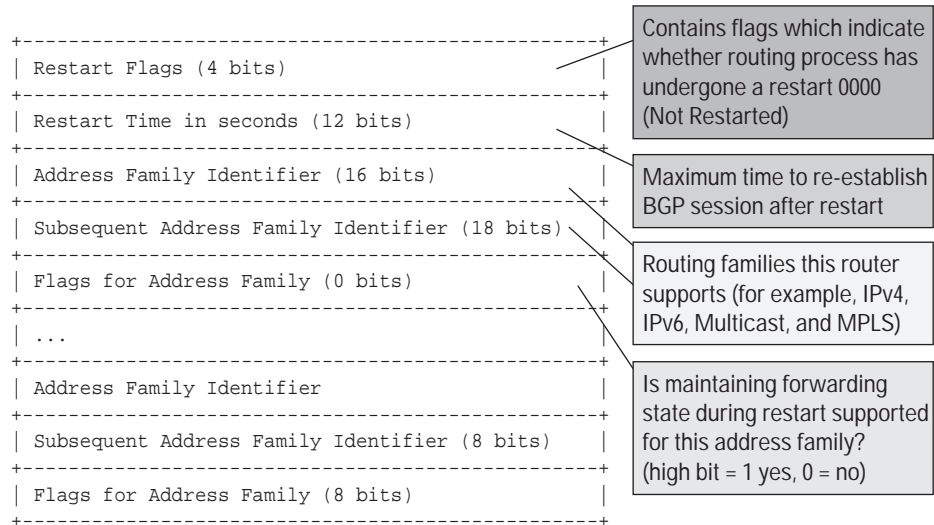 Restart Flags (4 bits)
Restart Time in seconds (12 bits)
Address Family Identifier (16 bits)
Subsequent Address Family Identifier (18 bits)
Flags for Address Family (0 bits)
...
Address Family Identifier
Subsequent Address Family Identifier (8 bits)
Flags for Address Family (8 bits)
Contains flags which indicate
whether routing process has
undergone a restart 0000
(Not Restarted)
Maximum time to re-establish
BGP session after restart
Routing families this router
supports (for example, IPv4,
IPv6, Multicast, and MPLS)
Is maintaining forwarding
state during restart supported
for this address family?
(high bit = 1 yes, 0 = no)